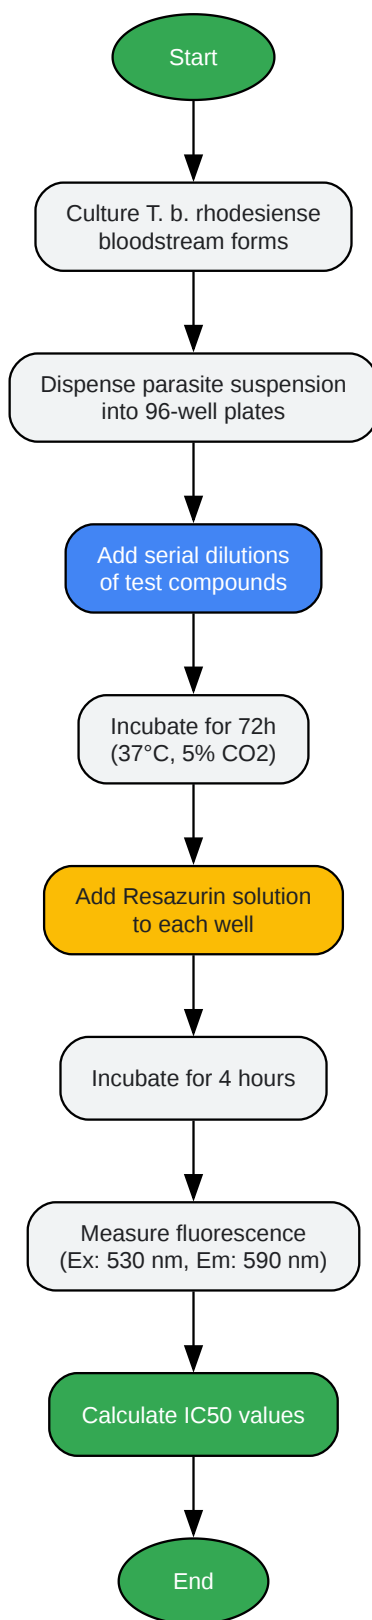 Start
Culture T. b. rhodesiense
bloodstream forms
Dispense parasite suspension
into 96-well plates
Add serial dilutions
of test compounds
Incubate for 72h
(37°C, 5% CO2)
Add Resazurin solution
to each well
Incubate for 4 hours
Measure fluorescence
(Ex: 530 nm, Em: 590 nm)
Calculate IC50 values
End